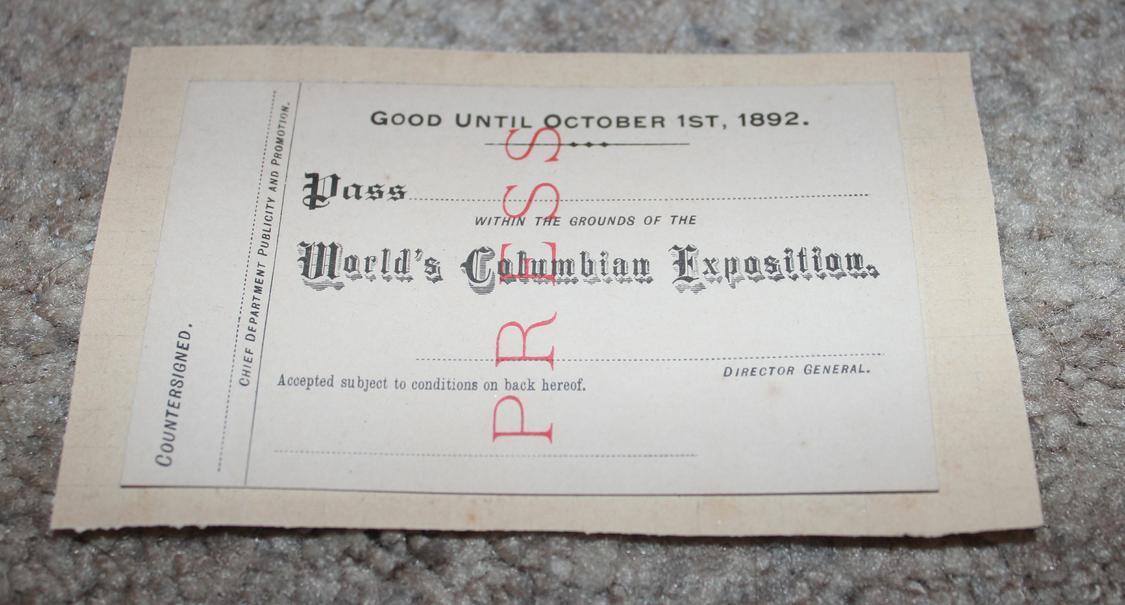 GOOD UNTIL OCTOBER 1ST, 1892.
Pass
WITHIN THE GROUNDS OF THE
World's Columbian Exposition.
DIRECTOR GENERAL.
Accepted subject to conditions on back hereof.
PRESS
COUNTERSIGNED.
CHIEF DEPARTMENT PUBLICITY AND PROMOTION.